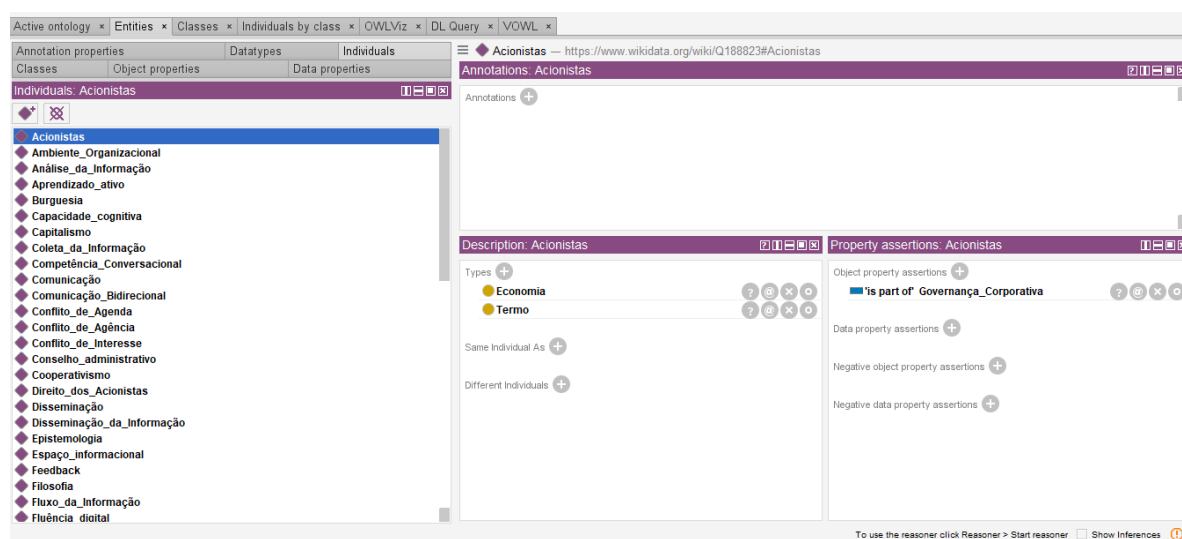 Active ontology × Entities × Classes × Individuals by class × OWLViz × DL Query × VOWL ×
Annotation properties Datatypes Individuals
Classes Object properties Data properties
Individuals: Acionistas
Acionistas
Ambiente_Organizacional
Análise_da_Informação
Aprendizado_ativo
Burguesia
Capacidade_cognitiva
Capitalismo
Coleta_da_Informação
Competência_Conversacional
Comunicação
Comunicação_Bidirecional
Conflito_de_Agenda
Conflito_de_Agência
Conflito_de_Interesse
Conselho_administrativo
Cooperativismo
Direito_dos_Acionistas
Disseminação
Disseminação_da_Informação
Epistemologia
Espaço_informacional
Feedback
Filosofia
Fluxo_da_Informação
Fluência_digital
Acionistas — https://www.wikidata.org/wiki/Q188823#Acionistas
Annotations: Acionistas
Annotations
Description: Acionistas
Types
Economia
Termo
Same Individual As
Different Individuals
Property assertions: Acionistas
Object property assertions
'is part of' Governança_Corporativa
Data property assertions
Negative object property assertions
Negative data property assertions
To use the reasoner click Reasoner > Start reasoner Show Inferences